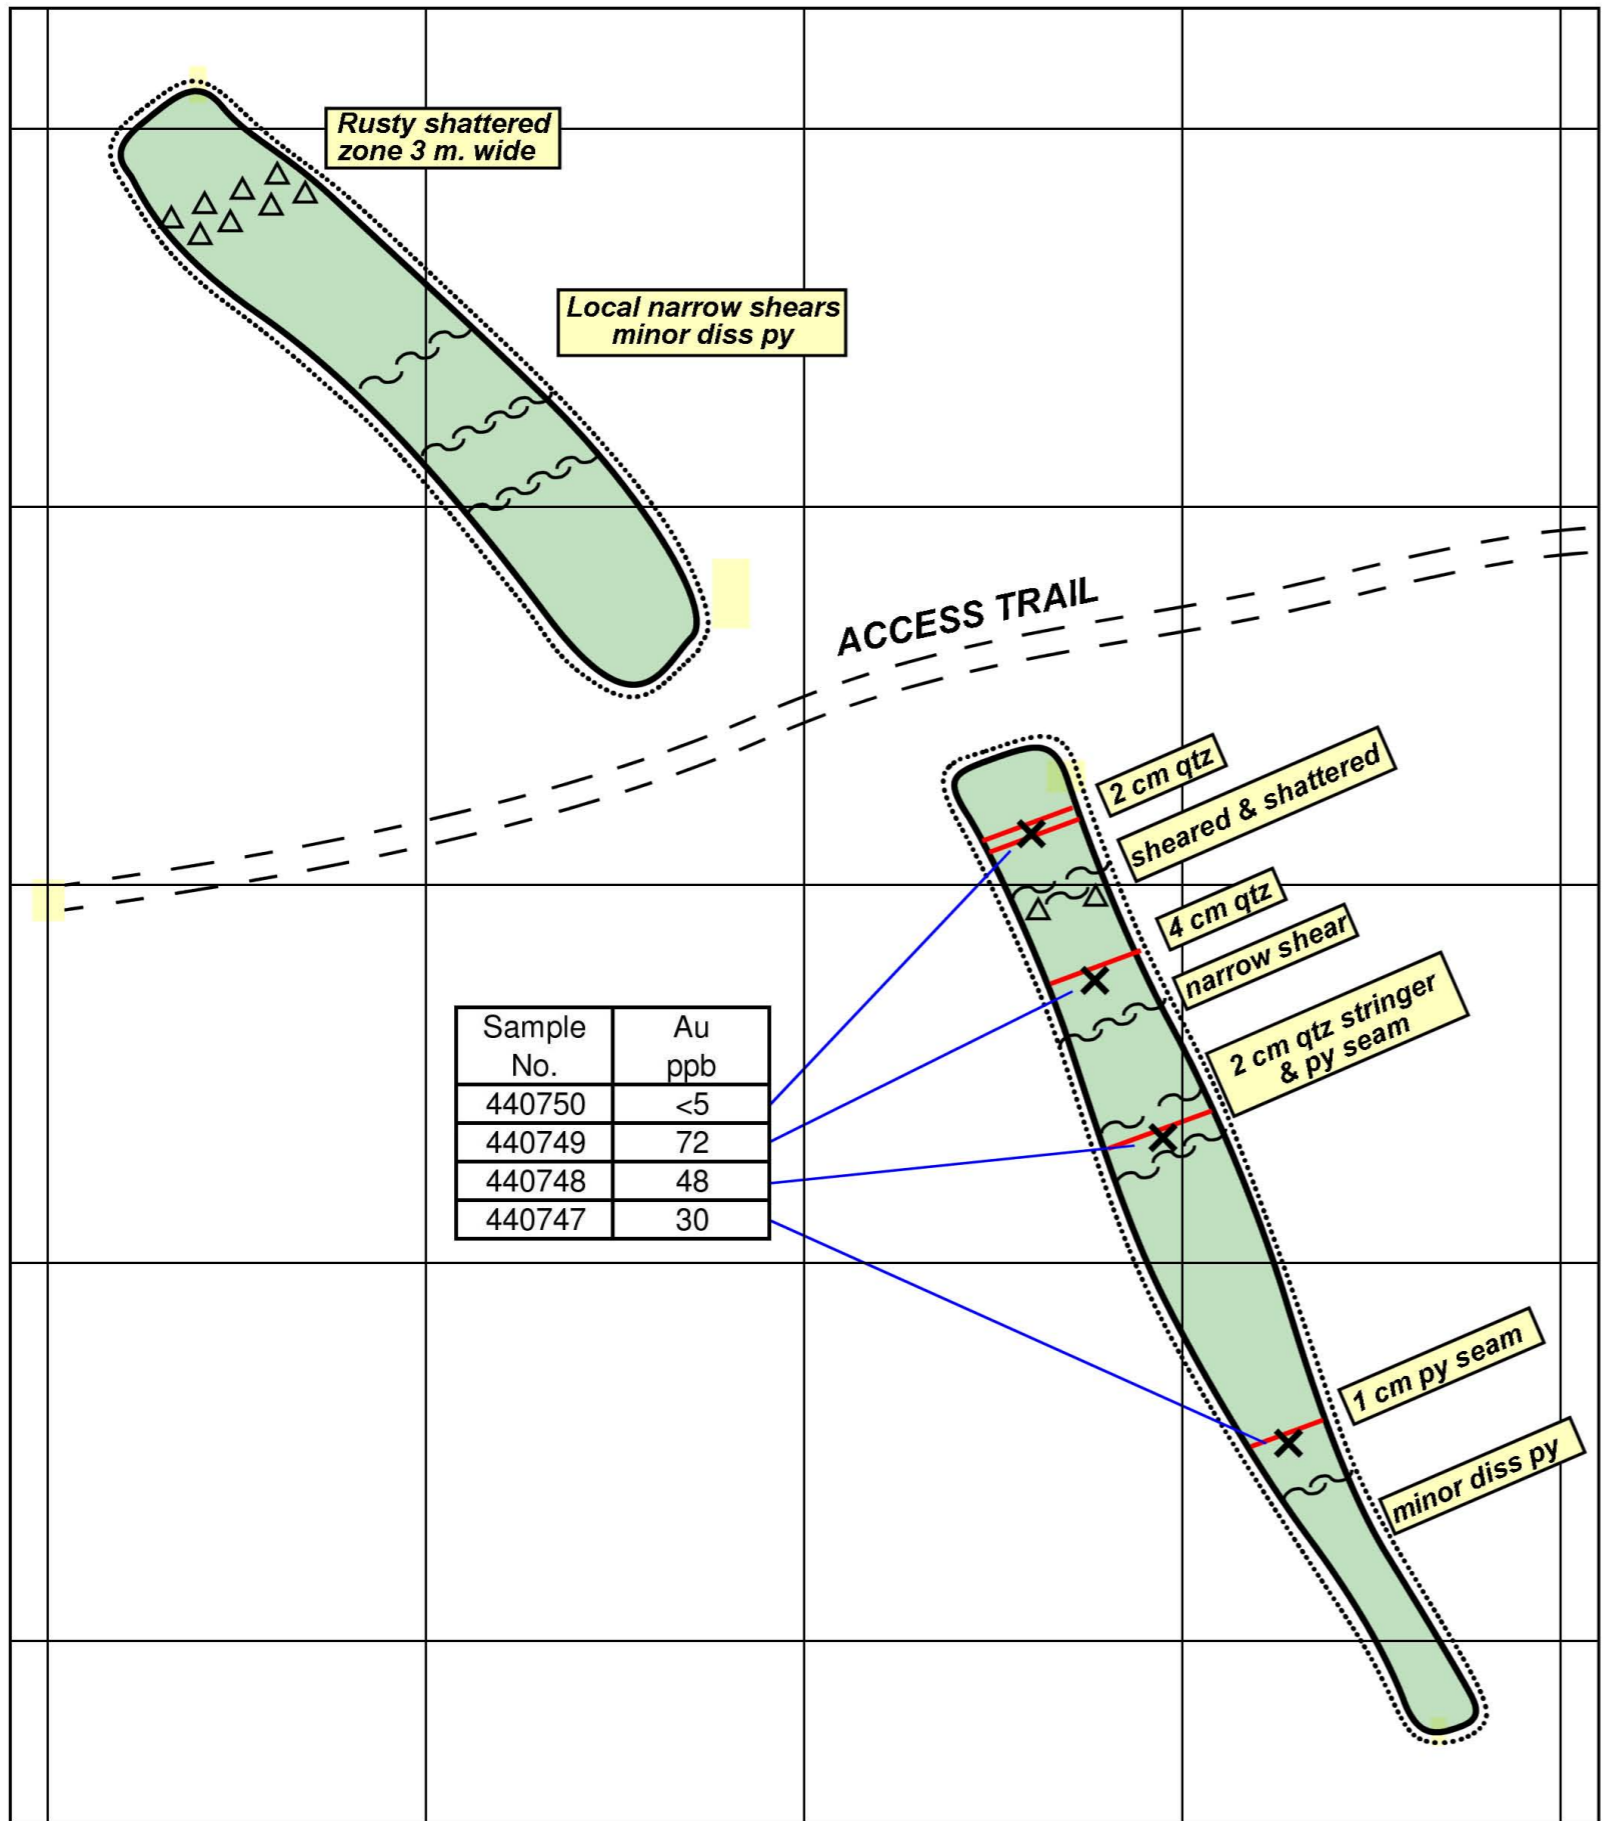 Rusty shattered
zone 3 m. wide
Local narrow shears
minor diss py
ACCESS TRAIL
2 cm qtz
sheared & shattered
4 cm qtz
narrow shear
2 cm qtz stringer
& py seam
Sample No. Au ppb
440750 <5
440749 72
440748 48
440747 30
1 cm py seam
minor diss py